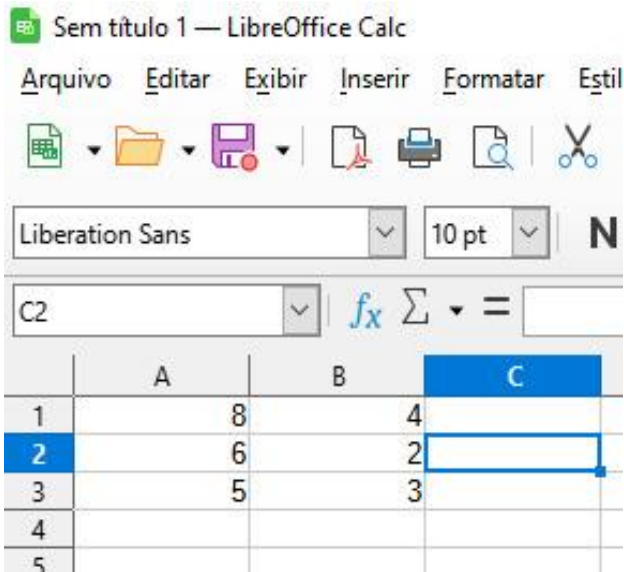 Sem título 1 — LibreOffice Calc
Arquivo Editar Exibir Inserir Formatar Estil
Liberation Sans 10 pt N
C2 fx Σ =
A B C
1 8 4
2 6 2
3 5 3
4
5